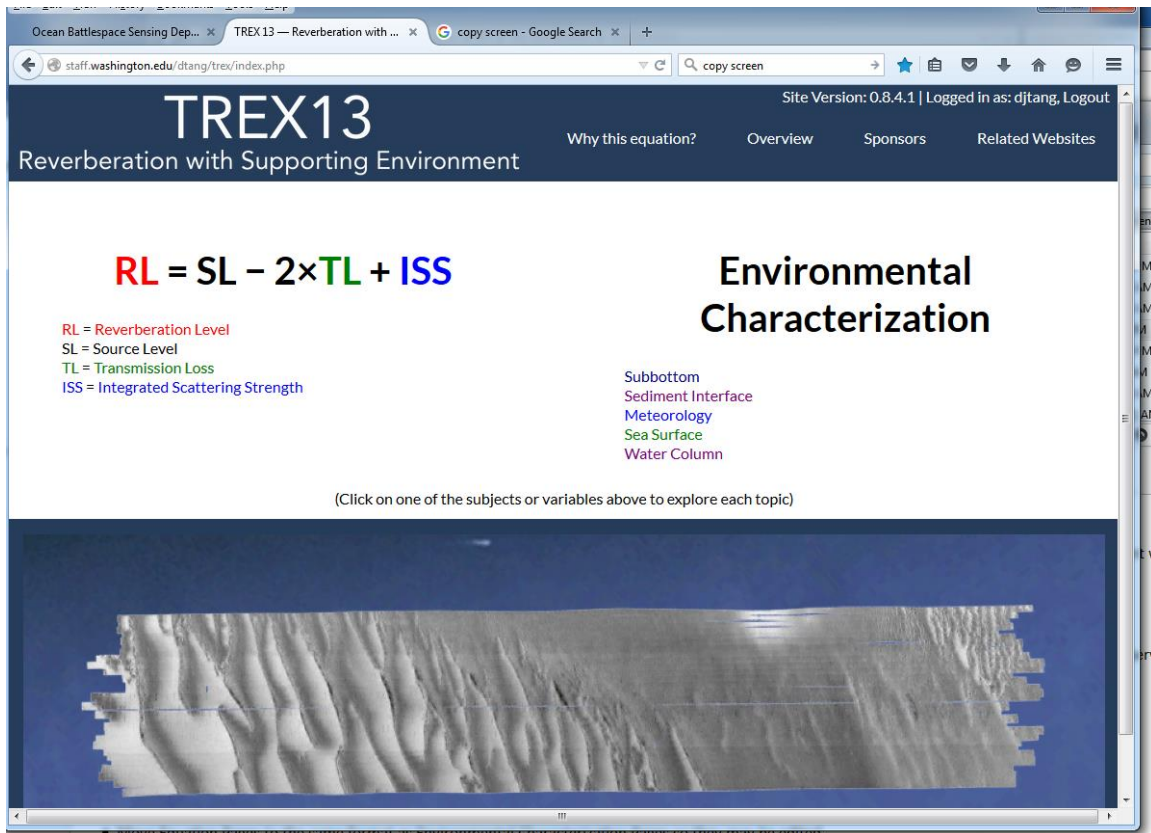 Ocean Battlespace Sensing Dep... × TREX 13 — Reverberation with ... × copy screen - Google Search × +
staff.washington.edu/dtang/trex/index.php copy screen
Site Version: 0.8.4.1 | Logged in as: djtang, Logout
TREX13
Reverberation with Supporting Environment
Why this equation? Overview Sponsors Related Websites
RL = SL − 2×TL + ISS
RL = Reverberation Level
SL = Source Level
TL = Transmission Loss
ISS = Integrated Scattering Strength
Environmental
Characterization
Subbottom
Sediment Interface
Meteorology
Sea Surface
Water Column
(Click on one of the subjects or variables above to explore each topic)